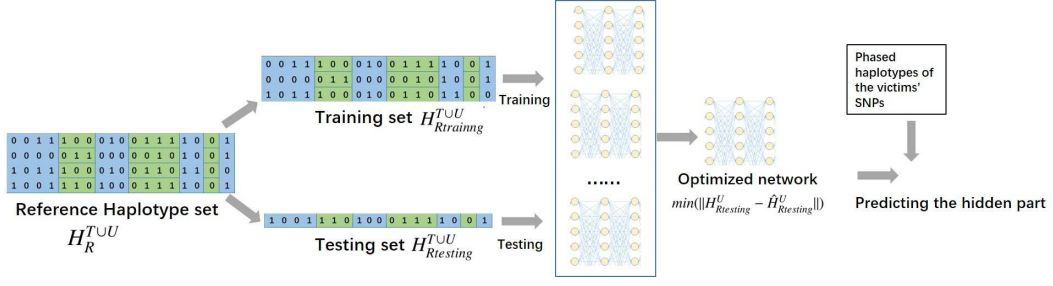 0 0 1 1 1 0 0 0 1 0 0 1 1 1 1 0 0 1
0 0 0 0 0 1 1 0 0 0 0 0 1 0 1 0 0 1
1 0 1 1 1 0 0 0 1 0 0 1 1 0 1 0 0 1
Training set H^{T∪U}_{Rtrainng}
Training
0 0 1 1 1 0 0 0 1 0 0 1 1 1 1 0 0 1
0 0 0 0 0 1 1 0 0 0 0 0 1 0 1 0 0 1
1 0 1 1 1 0 0 0 1 0 0 1 1 0 1 0 0 1
1 0 0 1 1 1 0 1 0 0 0 1 1 1 1 0 0 1
Reference Haplotype set
H_R^{T∪U}
1 0 0 1 1 1 0 1 0 0 0 1 1 1 1 0 0 1
Testing set H^{T∪U}_{Rtesting}
Testing
……
Optimized network
min(||H^U_{Rtesting} − Ĥ^U_{Rtesting}||)
Phased
haplotypes of
the victims'
SNPs
Predicting the hidden part